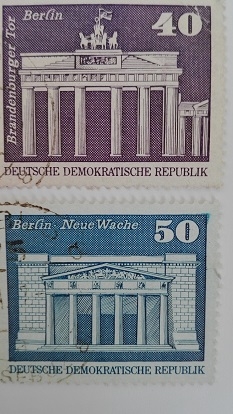 Berlin
40
Brandenburger Tor
DEUTSCHE DEMOKRATISCHE REPUBLIK
Berlin Neue Wache
50
DEUTSCHE DEMOKRATISCHE REPUBLIK